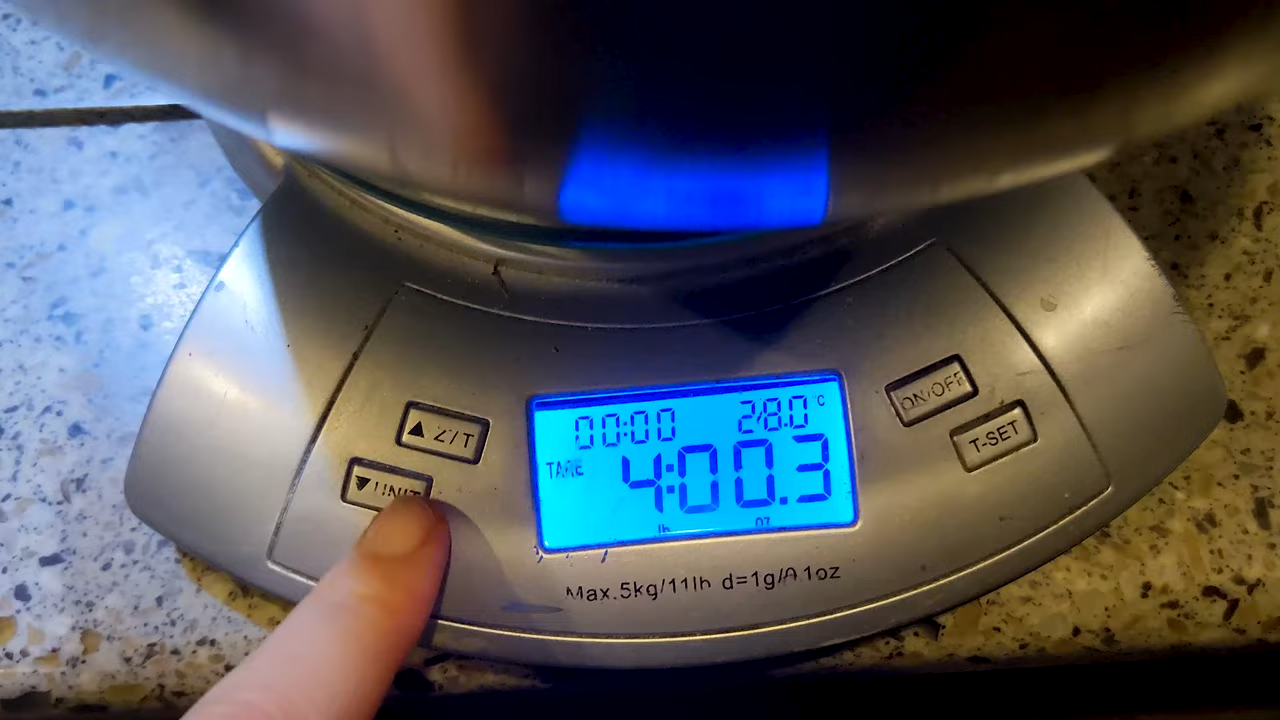 00:00 28.0 °C
TARE 4:00.3
lb oz
▲ Z/T
▼ UNIT
ON/OFF
T-SET
Max.5kg/11lb d=1g/0.1oz